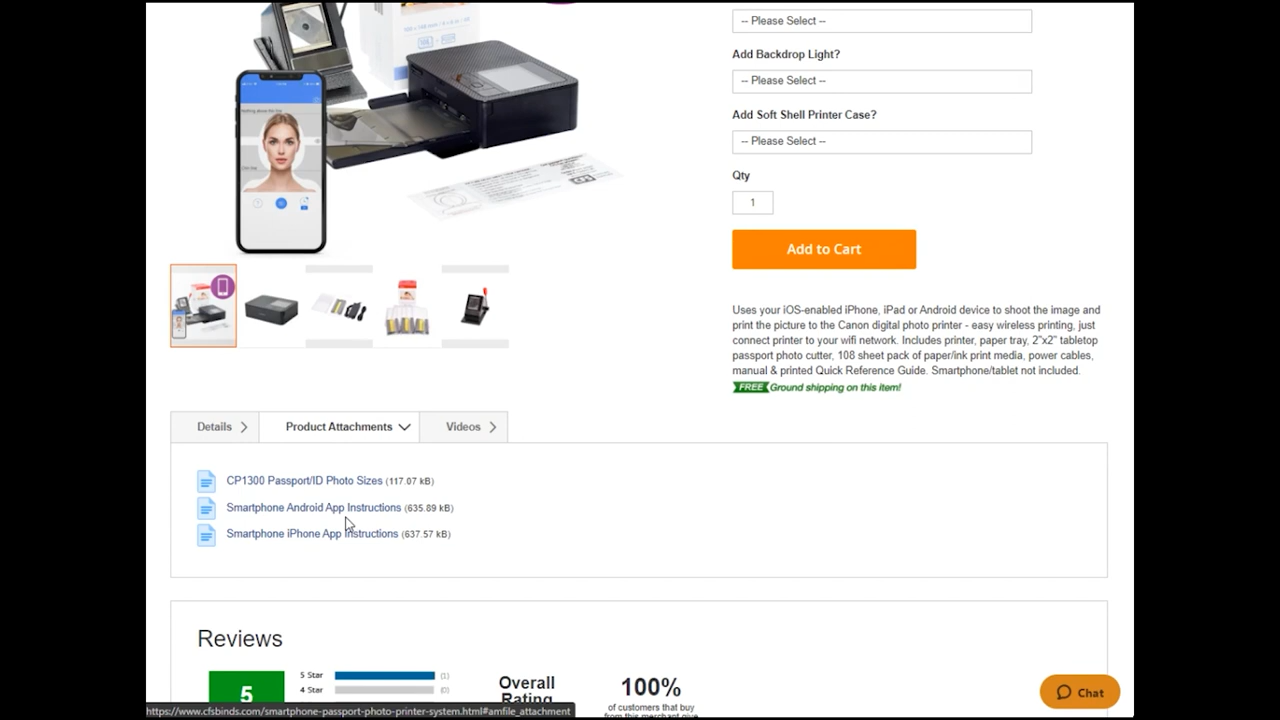 -- Please Select --
Add Backdrop Light?
-- Please Select --
Add Soft Shell Printer Case?
-- Please Select --
Qty
1
Add to Cart
Uses your iOS-enabled iPhone, iPad or Android device to shoot the image and
print the picture to the Canon digital photo printer - easy wireless printing, just
connect printer to your wifi network. Includes printer, paper tray, 2"x2" tabletop
passport photo cutter, 108 sheet pack of paper/ink print media, power cables,
manual & printed Quick Reference Guide. Smartphone/tablet not included.
FREE Ground shipping on this item!
Details
Product Attachments
Videos
CP1300 Passport/ID Photo Sizes (117.07 kB)
Smartphone Android App Instructions (635.89 kB)
Smartphone iPhone App Instructions (637.57 kB)
Reviews
5
5 Star (1)
4 Star (0)
Overall
Rating
100%
of customers that buy
from this merchant give
Chat
https://www.cfsbinds.com/smartphone-passport-photo-printer-system.html#amfile_attachment